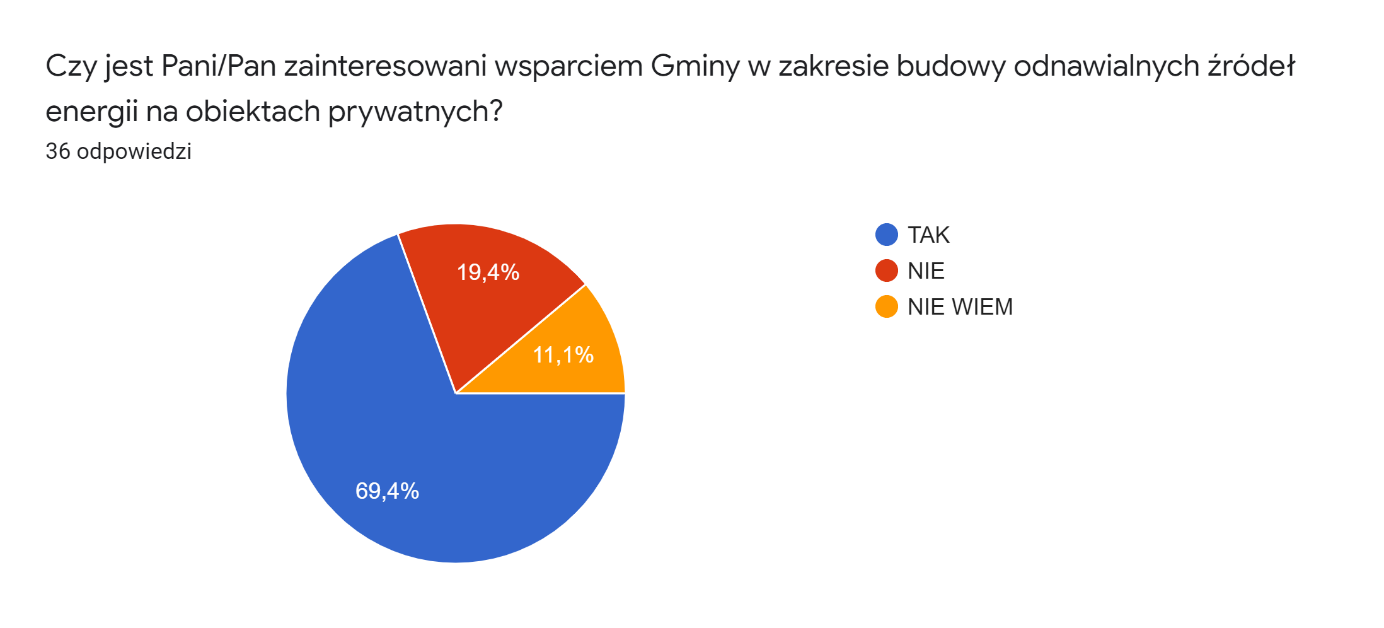 Czy jest Pani/Pan zainteresowani wsparciem Gminy w zakresie budowy odnawialnych źródeł
energii na obiektach prywatnych?
36 odpowiedzi
TAK
NIE
NIE WIEM
19,4%
11,1%
69,4%